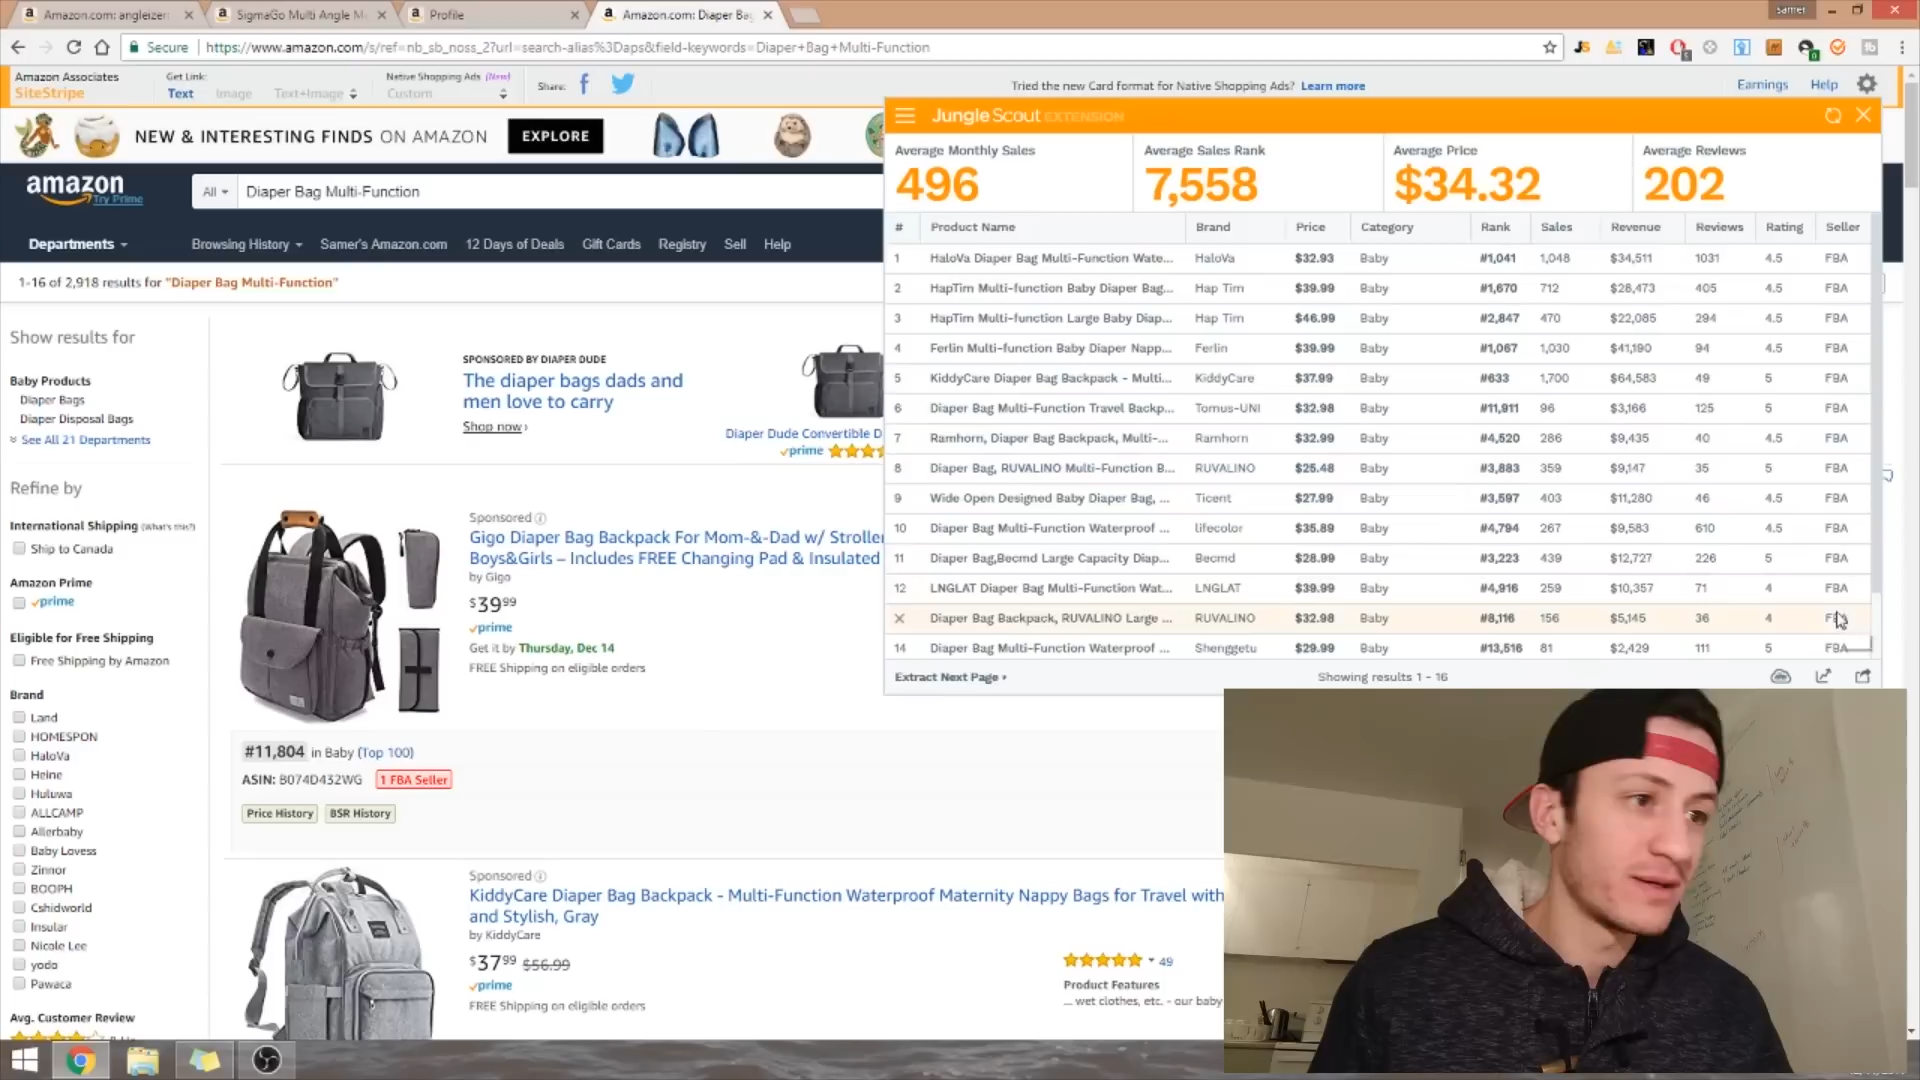 Amazon.com: angleizer
SigmaGo Multi Angle M
Profile
Amazon.com: Diaper Ba
samer
Secure
https://www.amazon.com/s/ref=nb_sb_noss_2?url=search-alias%3Daps&field-keywords=Diaper+Bag+Multi-Function
Amazon Associates
SiteStripe
Get Link:
Text Image Text+Image
Native Shopping Ads (New)
Custom
Share:
Tried the new Card format for Native Shopping Ads? Learn more
Earnings Help
NEW & INTERESTING FINDS ON AMAZON EXPLORE
amazon
Try Prime
All Diaper Bag Multi-Function
Departments
Browsing History Samer's Amazon.com 12 Days of Deals Gift Cards Registry Sell Help
1-16 of 2,918 results for "Diaper Bag Multi-Function"
Show results for
Baby Products
Diaper Bags
Diaper Disposal Bags
See All 21 Departments
Refine by
International Shipping (What's this?)
Ship to Canada
Amazon Prime
prime
Eligible for Free Shipping
Free Shipping by Amazon
Brand
Land
HOMESPON
HaloVa
Heine
Huluwa
ALLCAMP
Allerbaby
Baby Lovess
Zinnor
BOOPH
Cshidworld
Insular
Nicole Lee
yodo
Pawaca
Avg. Customer Review
SPONSORED BY DIAPER DUDE
The diaper bags dads and
men love to carry
Shop now
Diaper Dude Convertible D
prime
Sponsored
Gigo Diaper Bag Backpack For Mom-&-Dad w/ Stroller
Boys&Girls – Includes FREE Changing Pad & Insulated
by Gigo
$39 99
prime
Get it by Thursday, Dec 14
FREE Shipping on eligible orders
#11,804 in Baby (Top 100)
ASIN: B074D432WG 1 FBA Seller
Price History BSR History
Sponsored
KiddyCare Diaper Bag Backpack - Multi-Function Waterproof Maternity Nappy Bags for Travel with
and Stylish, Gray
by KiddyCare
$37 99 $56.99
prime
FREE Shipping on eligible orders
49
Product Features
... wet clothes, etc. - our baby
Jungle Scout EXTENSION
Average Monthly Sales
496
Average Sales Rank
7,558
Average Price
$34.32
Average Reviews
202
# Product Name Brand Price Category Rank Sales Revenue Reviews Rating Seller
1 HaloVa Diaper Bag Multi-Function Wate... HaloVa $32.93 Baby #1,041 1,048 $34,511 1031 4.5 FBA
2 HapTim Multi-function Baby Diaper Bag... Hap Tim $39.99 Baby #1,670 712 $28,473 405 4.5 FBA
3 HapTim Multi-function Large Baby Diap... Hap Tim $46.99 Baby #2,847 470 $22,085 294 4.5 FBA
4 Ferlin Multi-function Baby Diaper Napp... Ferlin $39.99 Baby #1,067 1,030 $41,190 94 4.5 FBA
5 KiddyCare Diaper Bag Backpack - Multi... KiddyCare $37.99 Baby #633 1,700 $64,583 49 5 FBA
6 Diaper Bag Multi-Function Travel Backp... Tomus-UNI $32.98 Baby #11,911 96 $3,166 125 5 FBA
7 Ramhorn, Diaper Bag Backpack, Multi-... Ramhorn $32.99 Baby #4,520 286 $9,435 40 4.5 FBA
8 Diaper Bag, RUVALINO Multi-Function B... RUVALINO $25.48 Baby #3,883 359 $9,147 35 5 FBA
9 Wide Open Designed Baby Diaper Bag, ... Ticent $27.99 Baby #3,597 403 $11,280 46 4.5 FBA
10 Diaper Bag Multi-Function Waterproof ... lifecolor $35.89 Baby #4,794 267 $9,583 610 4.5 FBA
11 Diaper Bag,Becmd Large Capacity Diap... Becmd $28.99 Baby #3,223 439 $12,727 226 5 FBA
12 LNGLAT Diaper Bag Multi-Function Wat... LNGLAT $39.99 Baby #4,916 259 $10,357 71 4 FBA
Diaper Bag Backpack, RUVALINO Large ... RUVALINO $32.98 Baby #8,116 156 $5,145 36 4
14 Diaper Bag Multi-Function Waterproof ... Shenggetu $29.99 Baby #13,516 81 $2,429 111 5 FBA
Extract Next Page Showing results 1 - 16